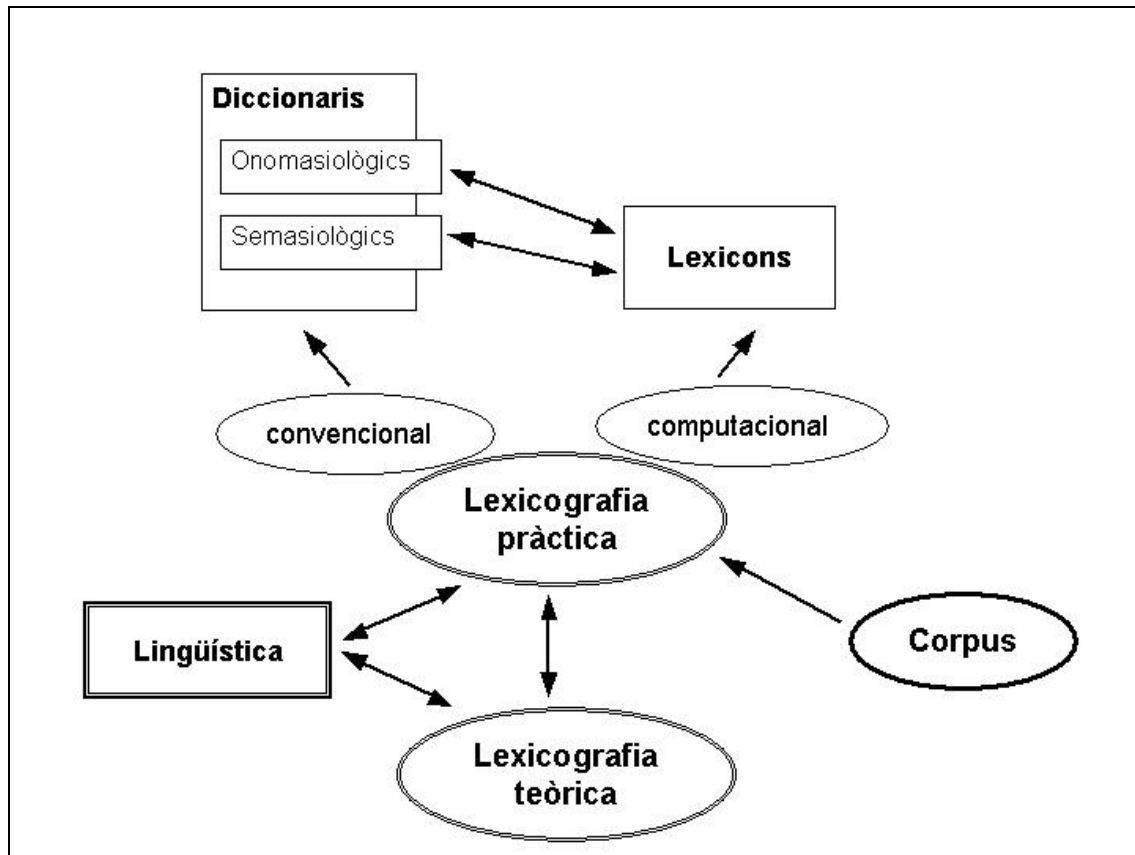 Diccionaris
Onomasiològics
Semasiològics
Lexicons
convencional
computacional
Lexicografia
pràctica
Lingüística
Corpus
Lexicografia
teòrica